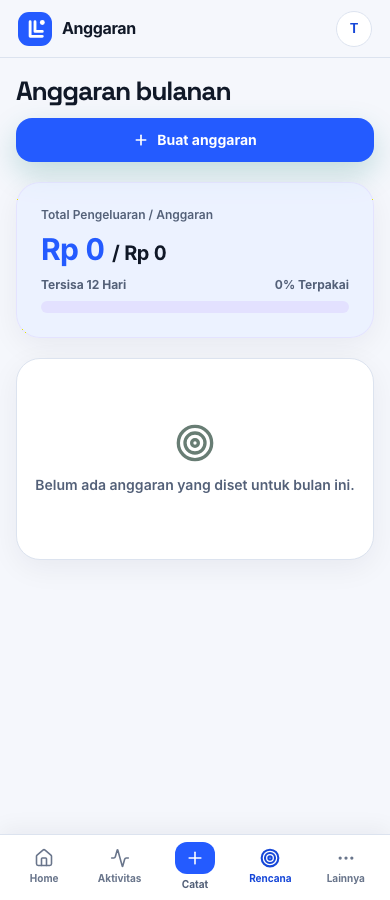 Anggaran
T
Anggaran bulanan
Buat anggaran
Total Pengeluaran / Anggaran
Rp 0 / Rp 0
Tersisa 12 Hari
0% Terpakai
Belum ada anggaran yang diset untuk bulan ini.
Home
Aktivitas
Catat
Rencana
Lainnya